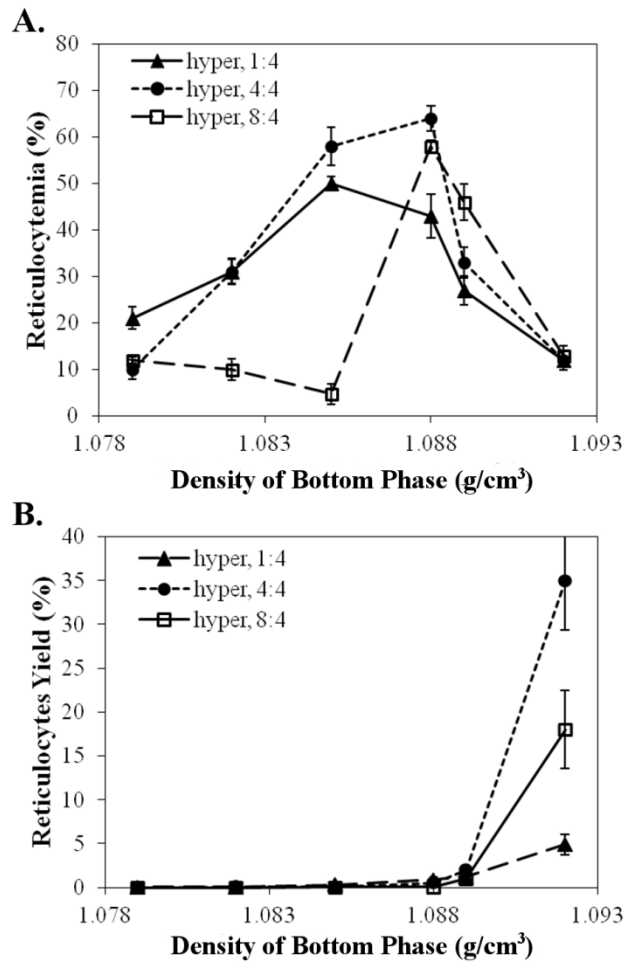 A.
80
70
60
50
40
30
20
10
0
Reticulocytemia (%)
hyper, 1:4
hyper, 4:4
hyper, 8:4
1.078 1.083 1.088 1.093
Density of Bottom Phase (g/cm³)
B.
40
35
30
25
20
15
10
5
0
Reticulocytes Yield (%)
hyper, 1:4
hyper, 4:4
hyper, 8:4
1.078 1.083 1.088 1.093
Density of Bottom Phase (g/cm³)